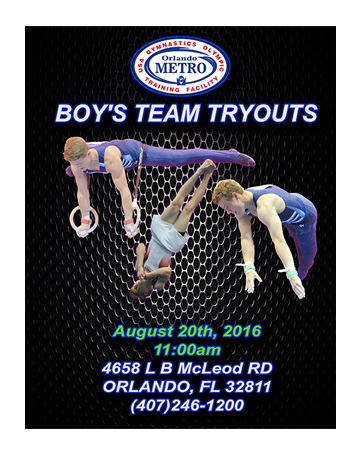 USA GYMNASTICS OLYMPIC
Orlando
METRO
TRAINING FACILITY
BOY'S TEAM TRYOUTS
August 20th, 2016
11:00am
4658 L B McLeod RD
ORLANDO, FL 32811
(407)246-1200